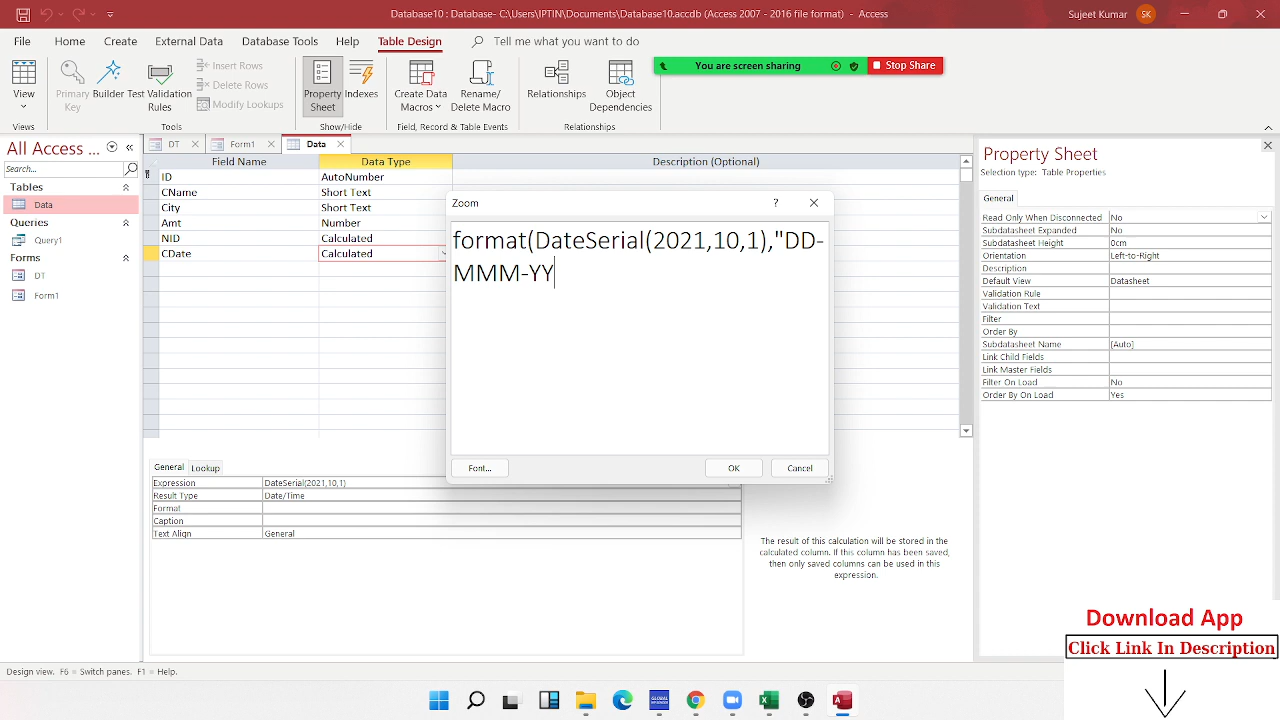 Database10 : Database- C:\Users\IPTIN\Documents\Database10.accdb (Access 2007 - 2016 file format) - Access
Sujeet Kumar
SK
File
Home
Create
External Data
Database Tools
Help
Table Design
Tell me what you want to do
View
Primary Key
Builder
Test Validation Rules
Insert Rows
Delete Rows
Modify Lookups
Property Sheet
Indexes
Create Data Macros
Rename/ Delete Macro
Relationships
Object Dependencies
You are screen sharing
Stop Share
Views
Tools
Show/Hide
Field, Record & Table Events
Relationships
All Access ...
Search...
Tables
Data
Queries
Query1
Forms
DT
Form1
DT
Form1
Data
Field Name
Data Type
Description (Optional)
ID
AutoNumber
CName
Short Text
City
Short Text
Amt
Number
NID
Calculated
CDate
Calculated
Zoom
?
format(DateSerial(2021,10,1),"DD-
MMM-YY
Font...
OK
Cancel
General
Lookup
Expression
DateSerial(2021,10,1)
Result Type
Date/Time
Format
Caption
Text Align
General
The result of this calculation will be stored in the
calculated column. If this column has been saved,
then only saved columns can be used in this
expression.
Property Sheet
Selection type: Table Properties
General
Read Only When Disconnected
No
Subdatasheet Expanded
No
Subdatasheet Height
0cm
Orientation
Left-to-Right
Description
Default View
Datasheet
Validation Rule
Validation Text
Filter
Order By
Subdatasheet Name
[Auto]
Link Child Fields
Link Master Fields
Filter On Load
No
Order By On Load
Yes
Download App
Click Link In Description
Design view. F6 = Switch panes. F1 = Help.